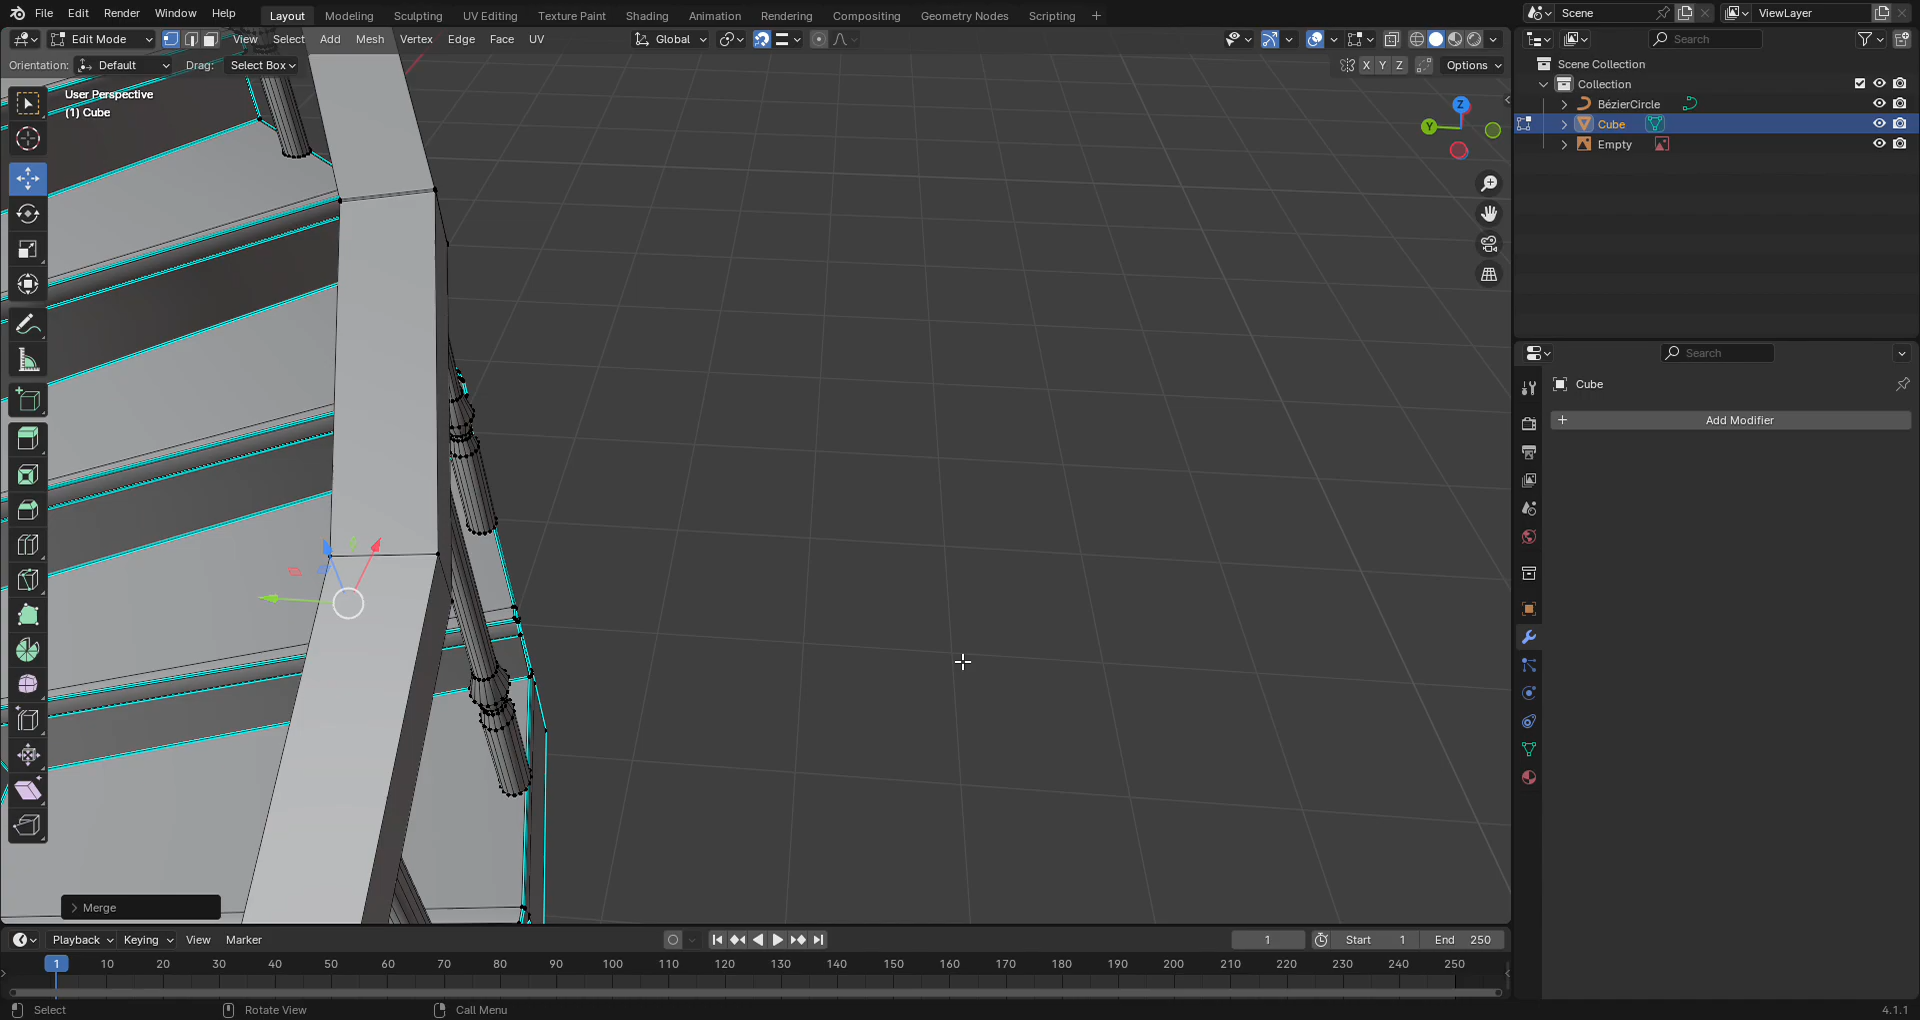 File Edit Render Window Help Layout Modeling Sculpting UV Editing Texture Paint Shading Animation Rendering Compositing Geometry Nodes Scripting + Scene ViewLayer
Edit Mode View Select Add Mesh Vertex Edge Face UV Global Search
Orientation: Default Drag: Select Box X Y Z Options
Scene Collection
Collection
BézierCircle
Cube
Empty
User Perspective
(1) Cube
Z
Y
Search
Cube
+ Add Modifier
> Merge
Playback Keying View Marker 1 Start 1 End 250
1 10 20 30 40 50 60 70 80 90 100 110 120 130 140 150 160 170 180 190 200 210 220 230 240 250
Select Rotate View Call Menu 4.1.1